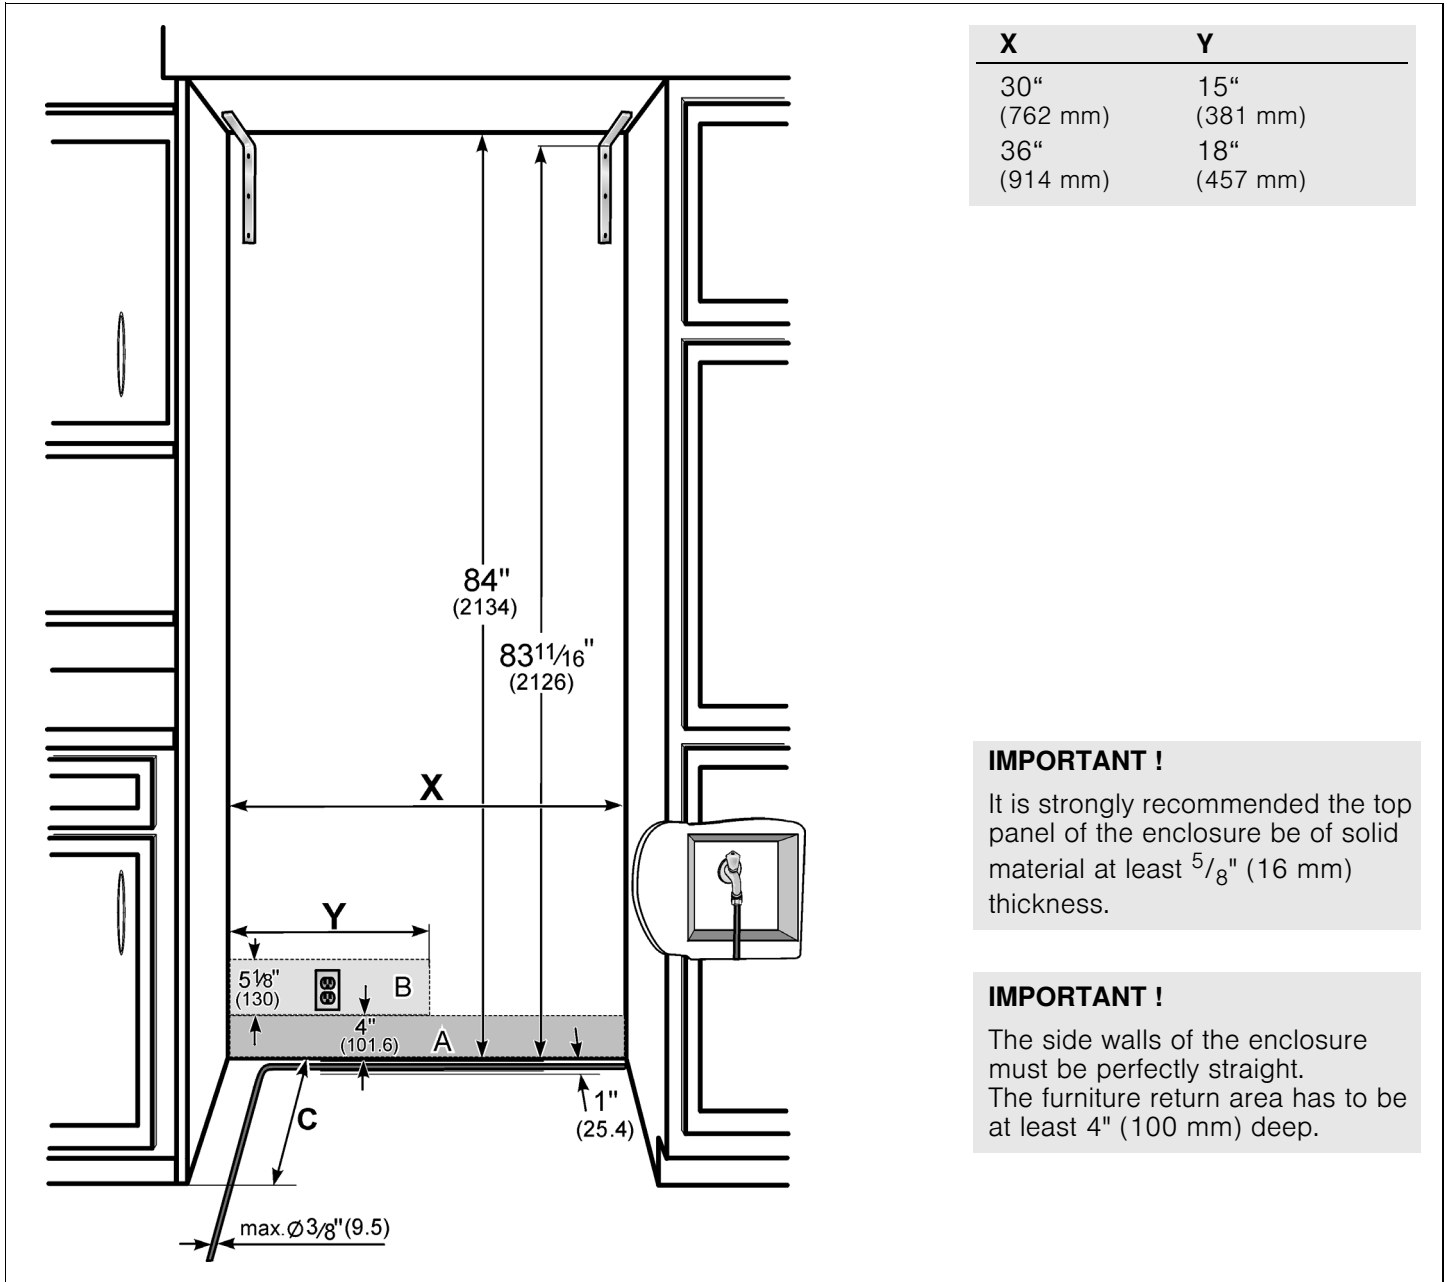 X Y
30“ 15“
(762 mm) (381 mm)
36“ 18“
(914 mm) (457 mm)
84"
(2134)
83 11/16"
(2126)
X
Y
5 1/8"
(130)
B
4"
(101.6)
A
C
1"
(25.4)
max.Ø3/8"(9.5)
IMPORTANT !
It is strongly recommended the top
panel of the enclosure be of solid
material at least 5/8" (16 mm)
thickness.
IMPORTANT !
The side walls of the enclosure
must be perfectly straight.
The furniture return area has to be
at least 4" (100 mm) deep.